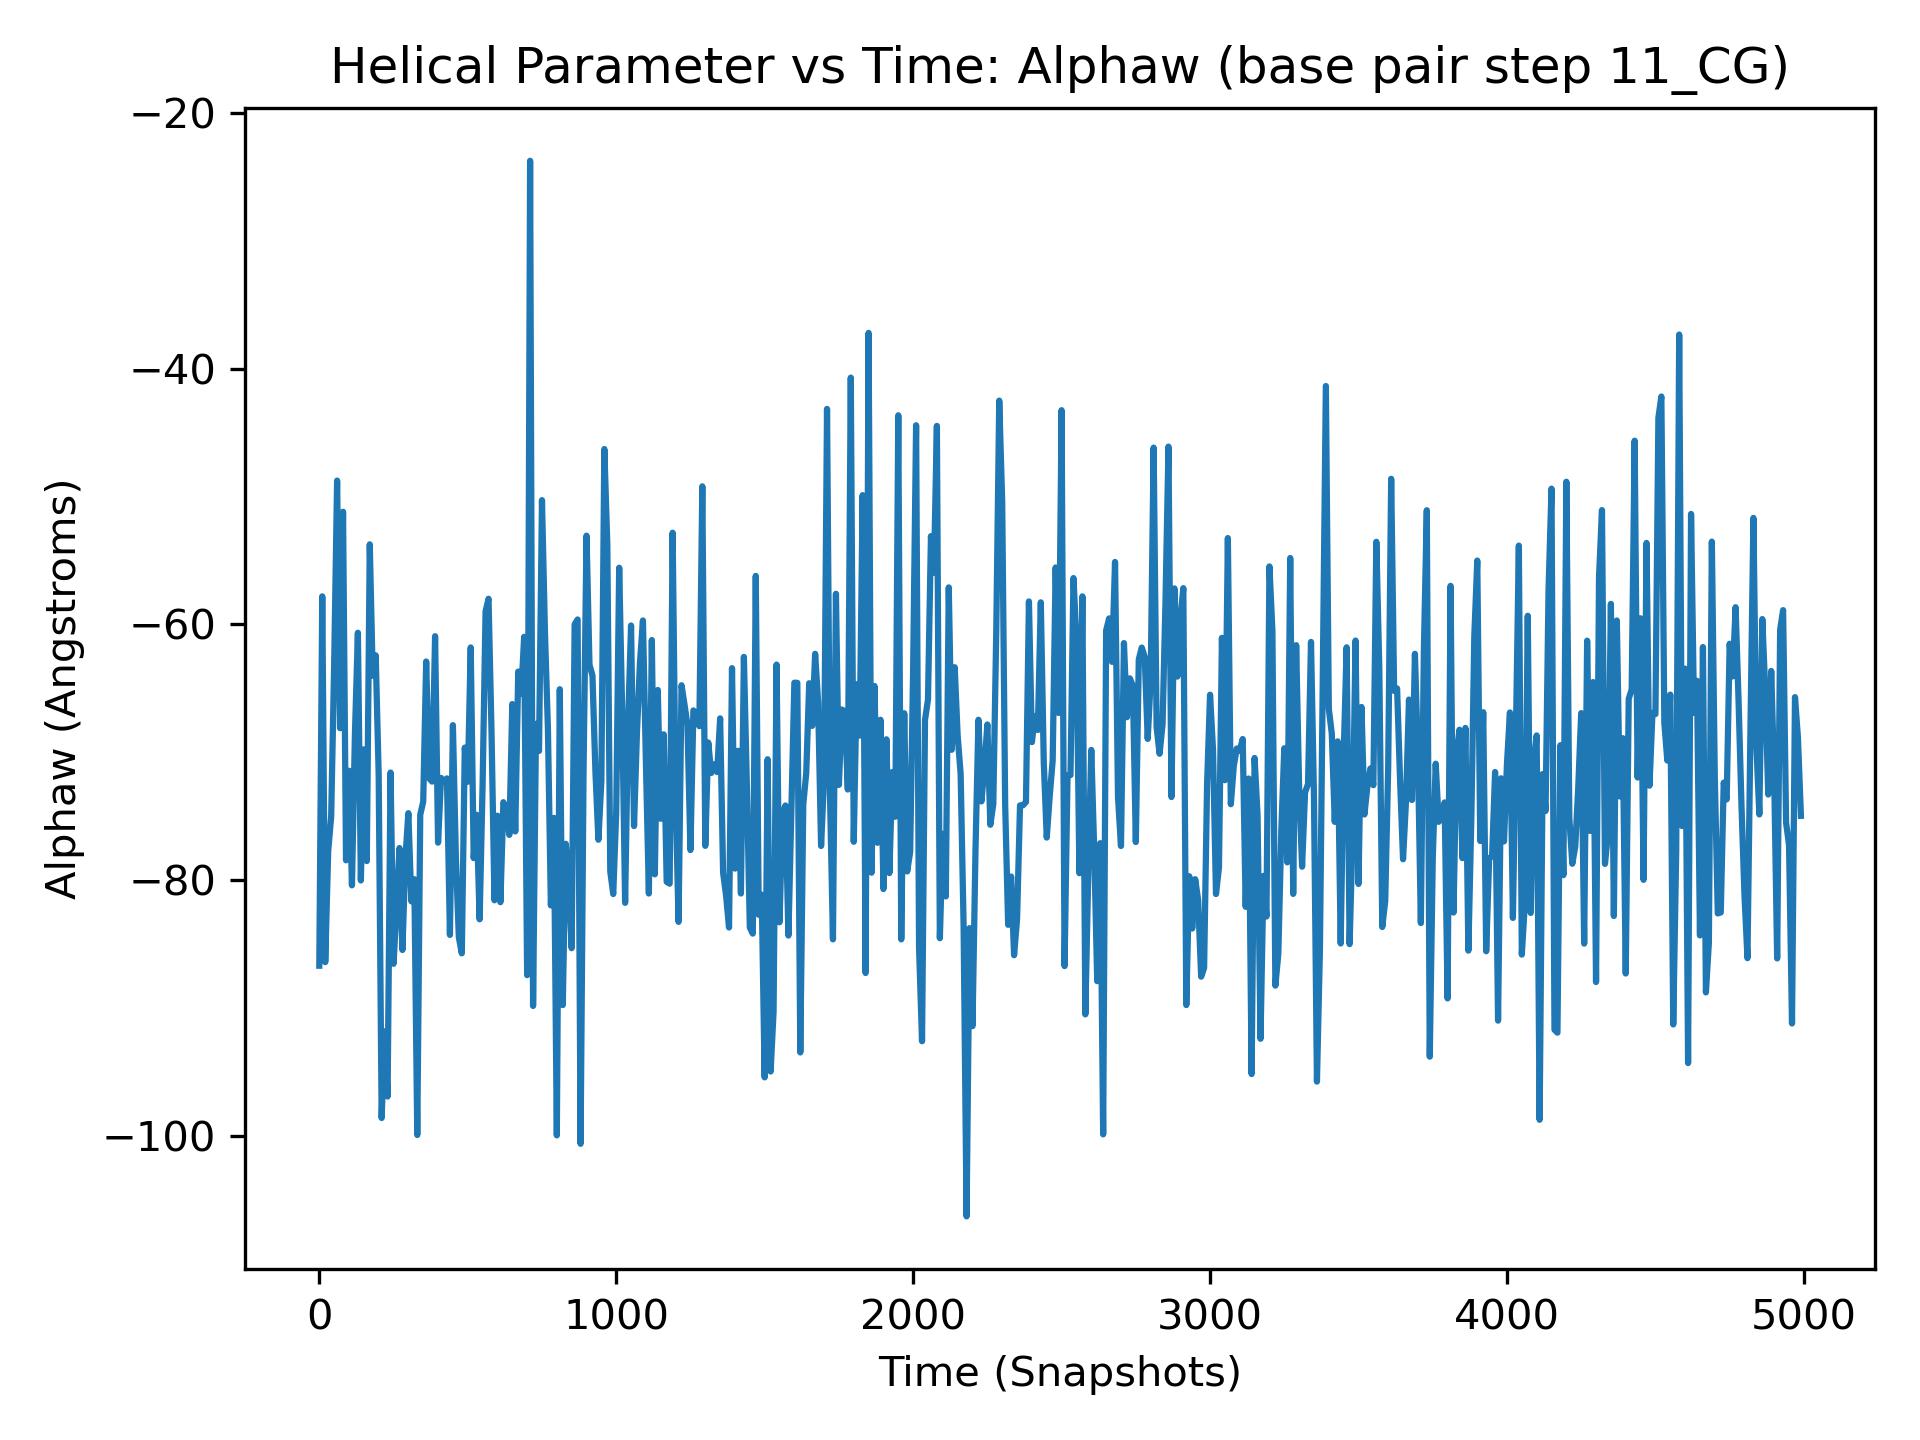 Helical Parameter vs Time: Alphaw (base pair step 11_CG)
−20
−40
−60
−80
−100
Alphaw (Angstroms)
0 1000 2000 3000 4000 5000
Time (Snapshots)